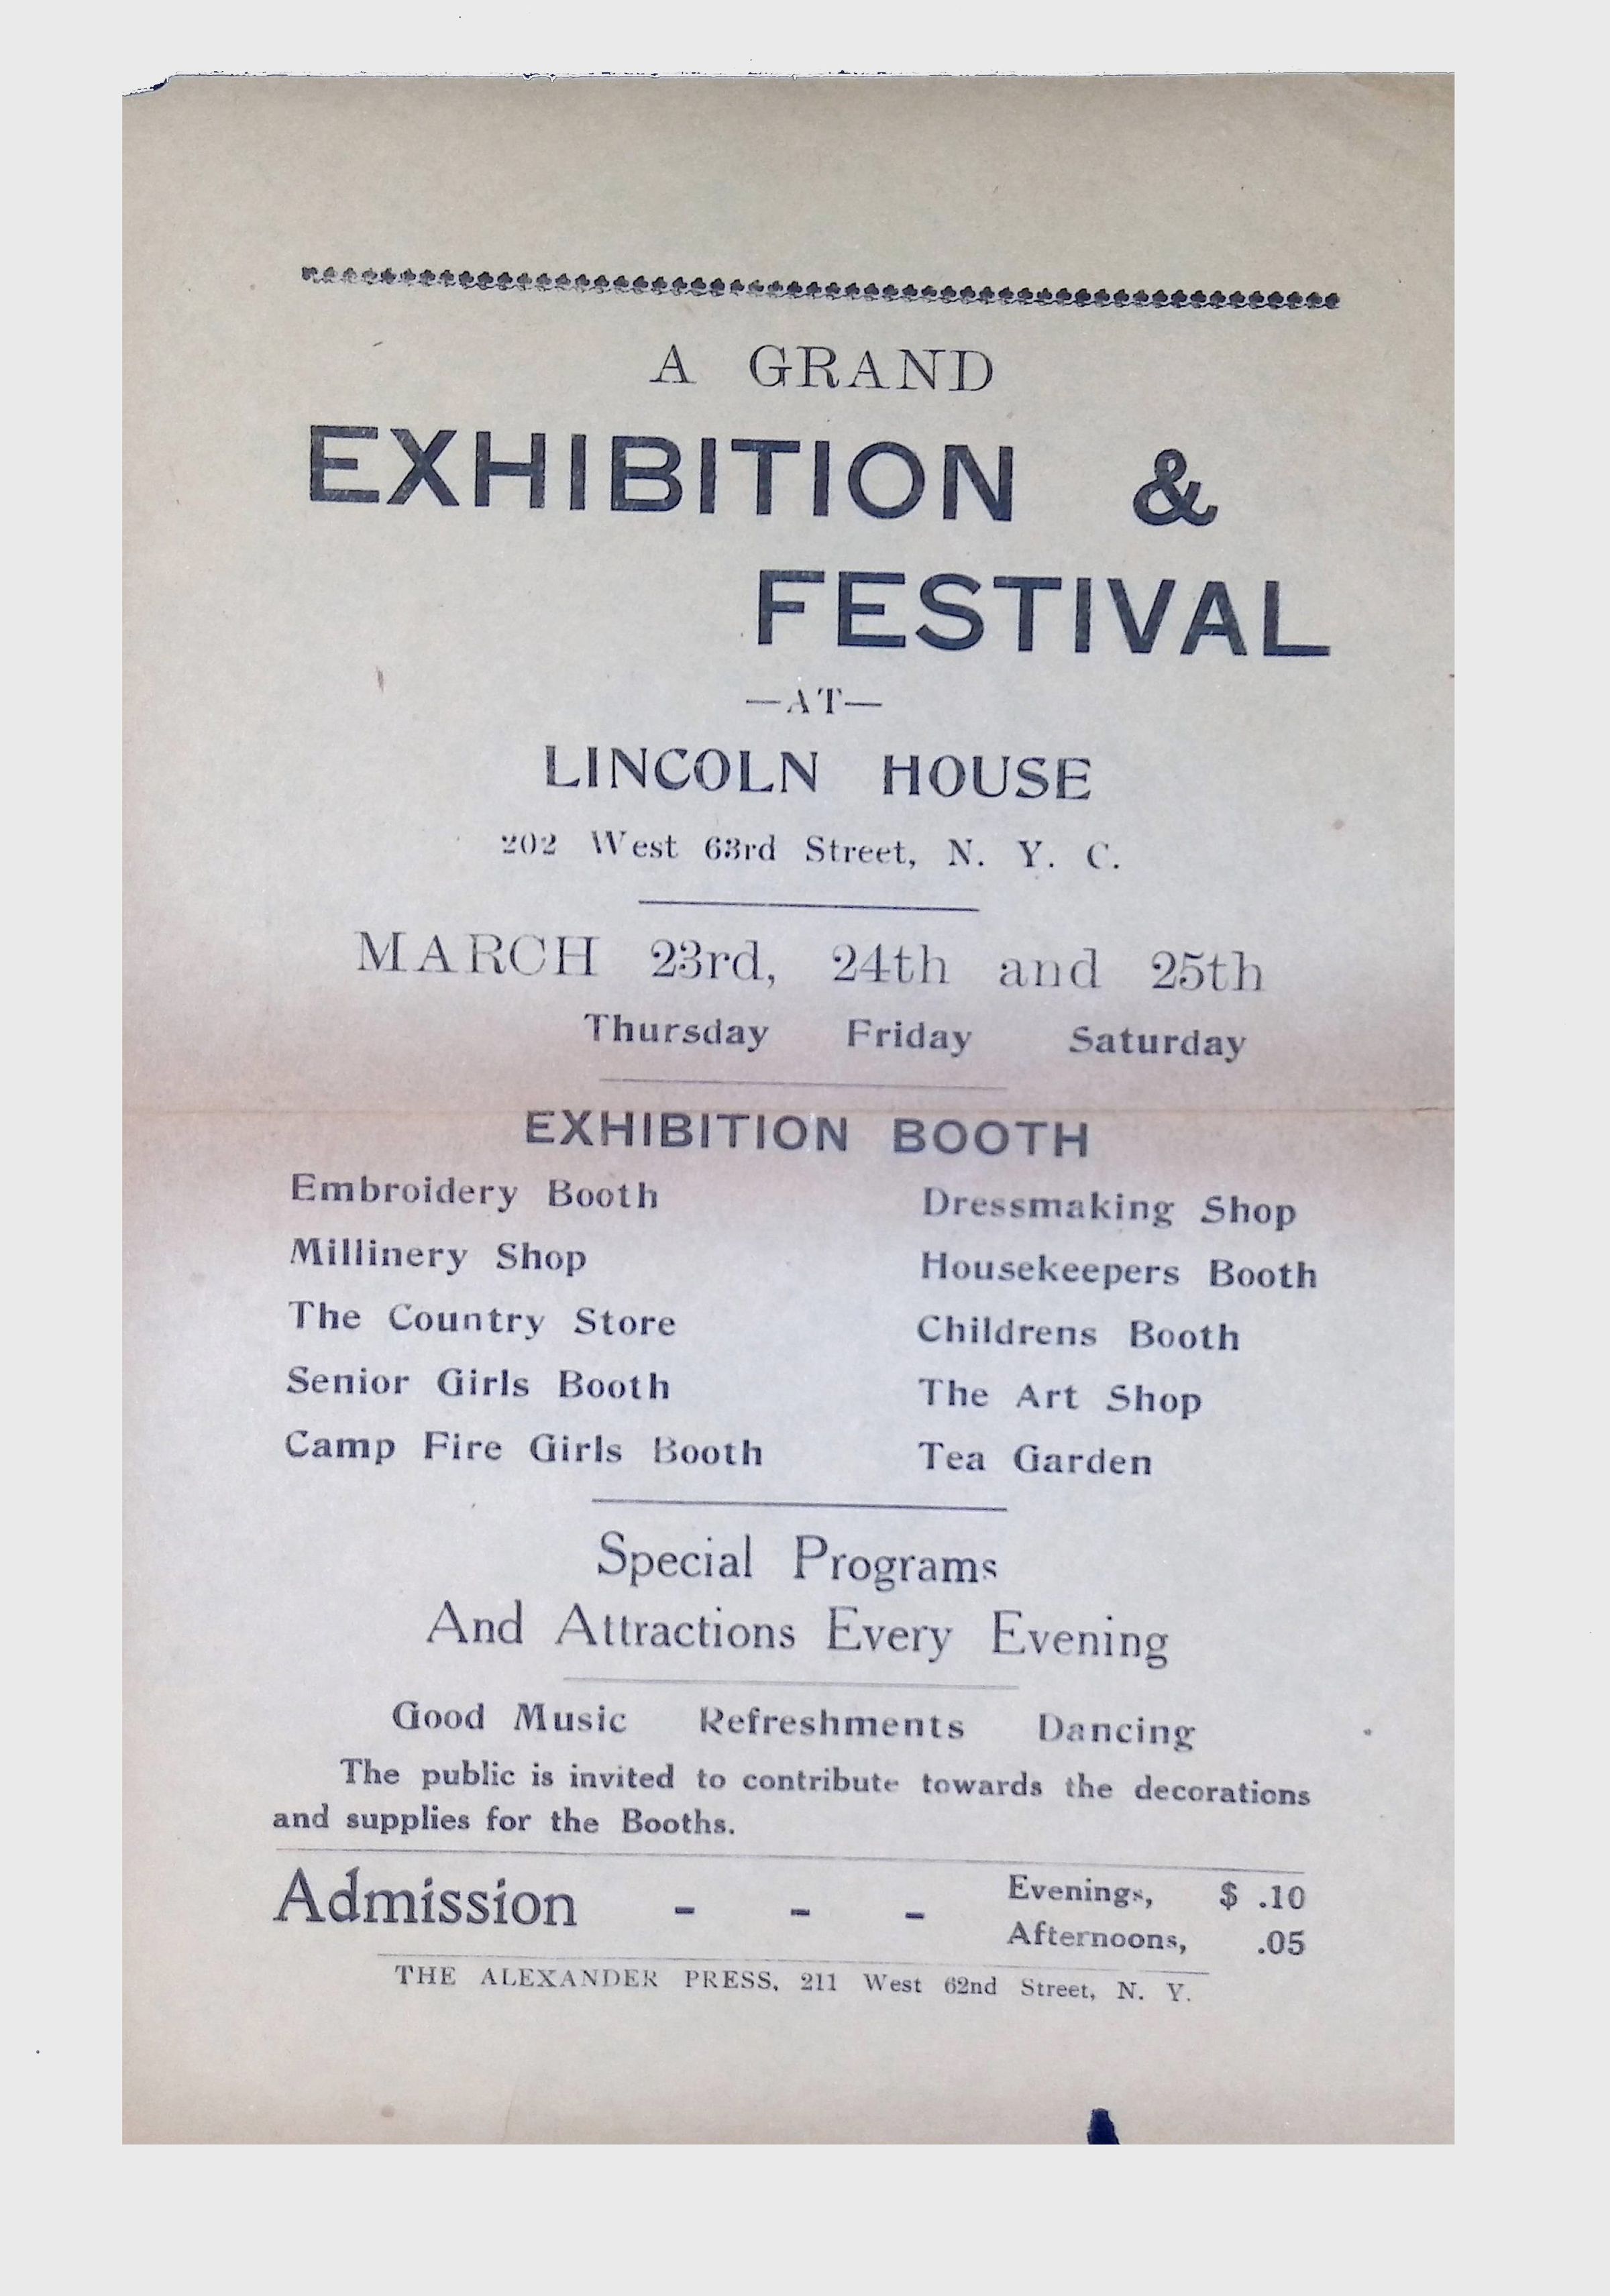 A GRAND
EXHIBITION &
FESTIVAL
—AT—
LINCOLN HOUSE
202 West 63rd Street, N. Y. C.
MARCH 23rd, 24th and 25th
Thursday Friday Saturday
EXHIBITION BOOTH
Embroidery Booth Dressmaking Shop
Millinery Shop Housekeepers Booth
The Country Store Childrens Booth
Senior Girls Booth The Art Shop
Camp Fire Girls Booth Tea Garden
Special Programs
And Attractions Every Evening
Good Music Refreshments Dancing
The public is invited to contribute towards the decorations
and supplies for the Booths.
Admission - - - Evenings, $ .10
Afternoons, .05
THE ALEXANDER PRESS, 211 West 62nd Street, N. Y.